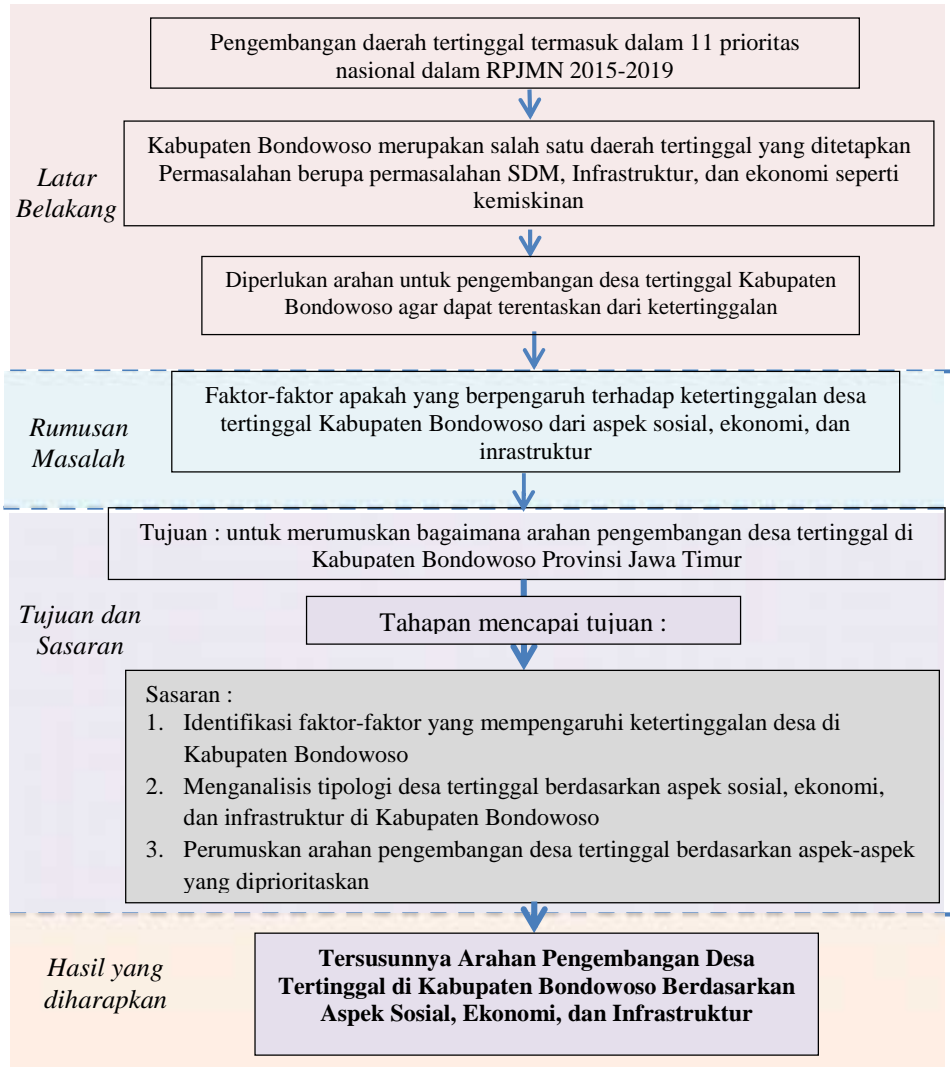 Pengembangan daerah tertinggal termasuk dalam 11 prioritas
nasional dalam RPJMN 2015-2019
Latar
Belakang
Kabupaten Bondowoso merupakan salah satu daerah tertinggal yang ditetapkan
Permasalahan berupa permasalahan SDM, Infrastruktur, dan ekonomi seperti
kemiskinan
Diperlukan arahan untuk pengembangan desa tertinggal Kabupaten
Bondowoso agar dapat terentaskan dari ketertinggalan
Rumusan
Masalah
Faktor-faktor apakah yang berpengaruh terhadap ketertinggalan desa
tertinggal Kabupaten Bondowoso dari aspek sosial, ekonomi, dan
inrastruktur
Tujuan dan
Sasaran
Tujuan : untuk merumuskan bagaimana arahan pengembangan desa tertinggal di
Kabupaten Bondowoso Provinsi Jawa Timur
Tahapan mencapai tujuan :
Sasaran :
1. Identifikasi faktor-faktor yang mempengaruhi ketertinggalan desa di
Kabupaten Bondowoso
2. Menganalisis tipologi desa tertinggal berdasarkan aspek sosial, ekonomi,
dan infrastruktur di Kabupaten Bondowoso
3. Perumuskan arahan pengembangan desa tertinggal berdasarkan aspek-aspek
yang diprioritaskan
Hasil yang
diharapkan
Tersusunnya Arahan Pengembangan Desa
Tertinggal di Kabupaten Bondowoso Berdasarkan
Aspek Sosial, Ekonomi, dan Infrastruktur